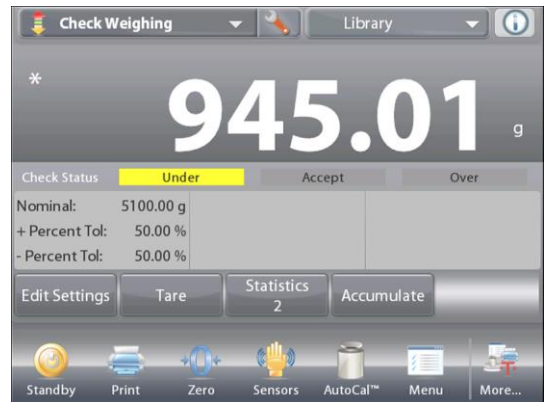 Check Weighing Library
*
945.01 g
Check Status Under Accept Over
Nominal: 5100.00 g
+ Percent Tol: 50.00 %
- Percent Tol: 50.00 %
Edit Settings Tare Statistics 2 Accumulate
Standby Print Zero Sensors AutoCal™ Menu More...